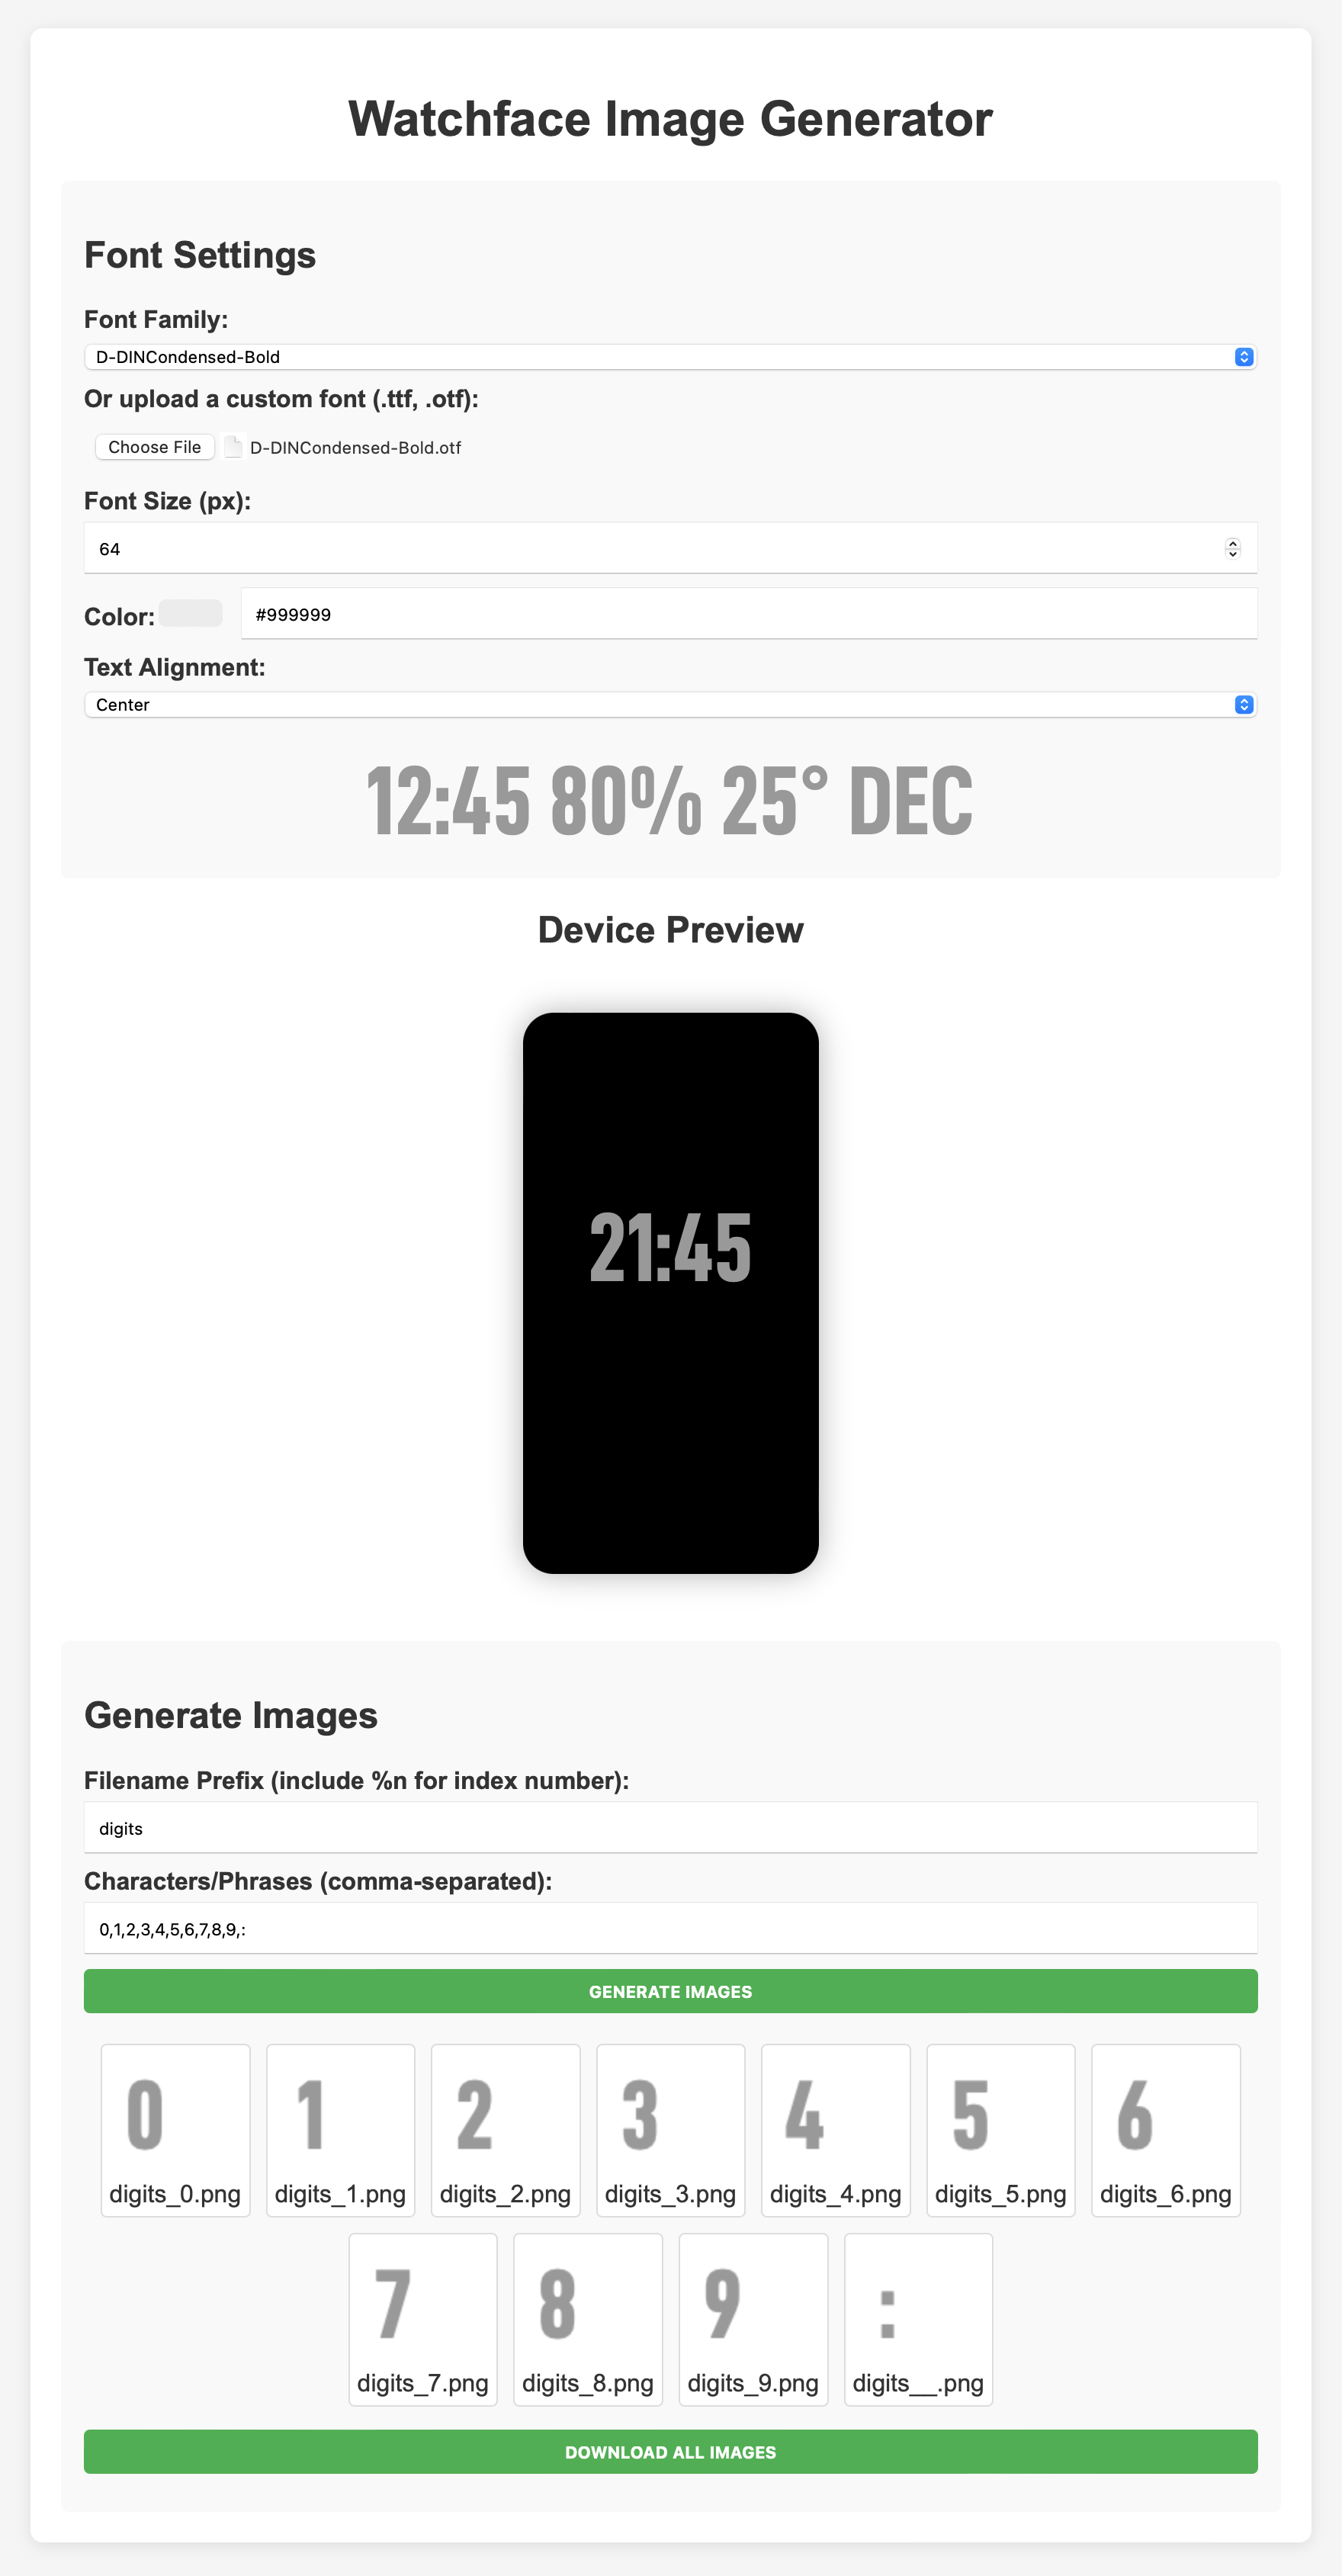 Watchface Image Generator
Font Settings
Font Family:
D-DINCondensed-Bold
Or upload a custom font (.ttf, .otf):
Choose File D-DINCondensed-Bold.otf
Font Size (px):
64
Color: #999999
Text Alignment:
Center
12:45 80% 25° DEC
Device Preview
21:45
Generate Images
Filename Prefix (include %n for index number):
digits
Characters/Phrases (comma-separated):
0,1,2,3,4,5,6,7,8,9,:
GENERATE IMAGES
0 1 2 3 4 5 6
digits_0.png digits_1.png digits_2.png digits_3.png digits_4.png digits_5.png digits_6.png
7 8 9 :
digits_7.png digits_8.png digits_9.png digits__.png
DOWNLOAD ALL IMAGES